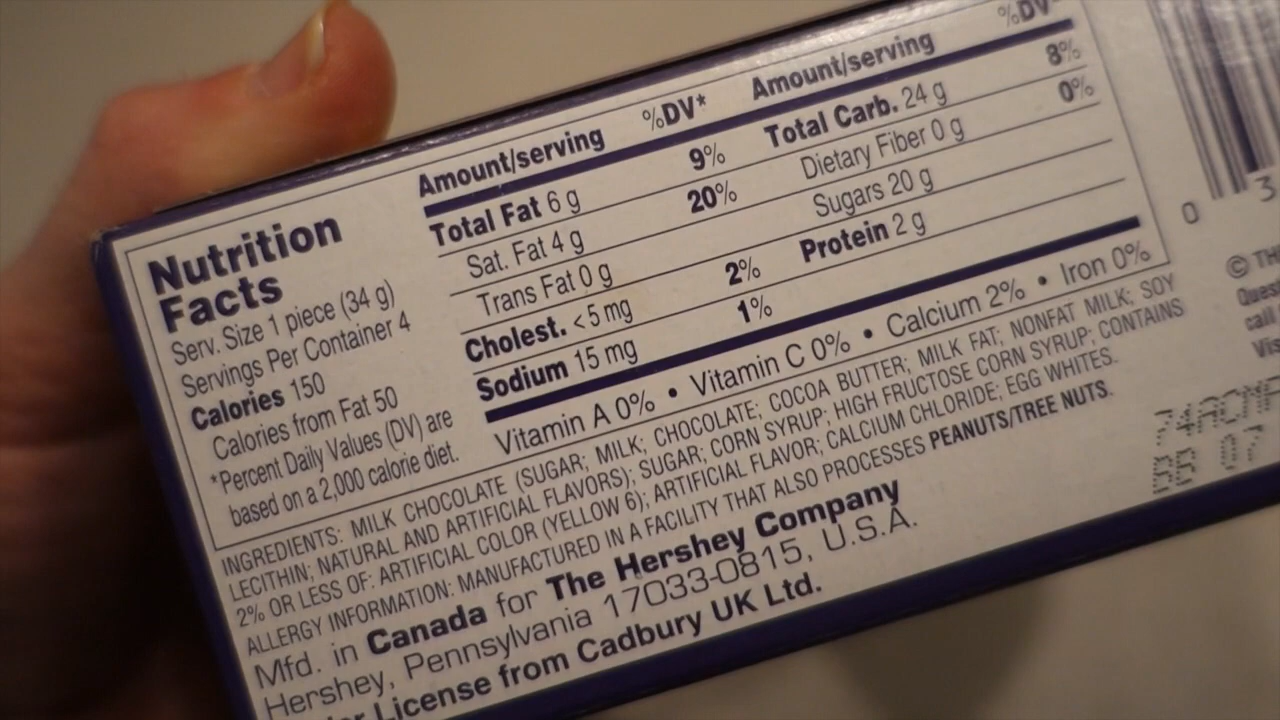 Nutrition
Facts
Serv. Size 1 piece (34 g)
Servings Per Container 4
Calories 150
Calories from Fat 50
*Percent Daily Values (DV) are
based on a 2,000 calorie diet.
Amount/serving %DV*
Total Fat 6 g 9%
Sat. Fat 4 g 20%
Trans Fat 0 g
Cholest. <5 mg 2%
Sodium 15 mg 1%
Amount/serving %DV*
Total Carb. 24 g 8%
Dietary Fiber 0 g 0%
Sugars 20 g
Protein 2 g
Vitamin A 0% • Vitamin C 0% • Calcium 2% • Iron 0%
INGREDIENTS: MILK CHOCOLATE (SUGAR; MILK; CHOCOLATE; COCOA BUTTER; MILK FAT; NONFAT MILK; SOY
LECITHIN; NATURAL AND ARTIFICIAL FLAVORS); SUGAR; CORN SYRUP; HIGH FRUCTOSE CORN SYRUP; CONTAINS
2% OR LESS OF: ARTIFICIAL COLOR (YELLOW 6); ARTIFICIAL FLAVOR; CALCIUM CHLORIDE; EGG WHITES.
ALLERGY INFORMATION: MANUFACTURED IN A FACILITY THAT ALSO PROCESSES PEANUTS/TREE NUTS.
Mfd. in Canada for The Hershey Company
Hershey, Pennsylvania 17033-0815, U.S.A.
License from Cadbury UK Ltd.
0 3
©
call